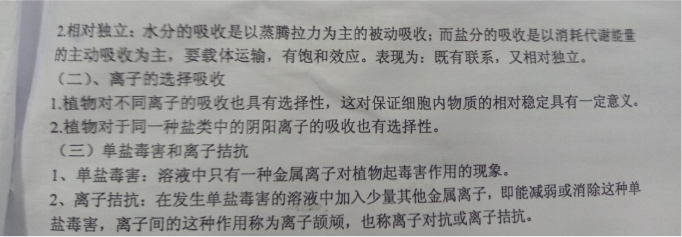 2.相对独立：水分的吸收是以蒸腾拉力为主的被动吸收；而盐分的吸收是以消耗代谢能量
的主动吸收为主，要载体运输，有饱和效应。表现为：既有联系，又相对独立。
（二）、离子的选择吸收
1.植物对不同离子的吸收也具有选择性，这对保证细胞内物质的相对稳定具有一定意义。
2.植物对于同一种盐类中的阴阳离子的吸收也有选择性。
（三）单盐毒害和离子拮抗
1、单盐毒害：溶液中只有一种金属离子对植物起毒害作用的现象。
2、离子拮抗：在发生单盐毒害的溶液中加入少量其他金属离子，即能减弱或消除这种单
盐毒害，离子间的这种作用称为离子颉颃，也称离子对抗或离子拮抗。